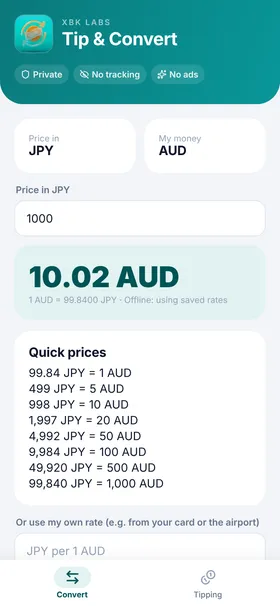 XBK LABS
Tip & Convert
Private
No tracking
No ads
Price in
JPY
My money
AUD
Price in JPY
1000
10.02 AUD
1 AUD = 99.8400 JPY · Offline: using saved rates
Quick prices
99.84 JPY = 1 AUD
499 JPY = 5 AUD
998 JPY = 10 AUD
1,997 JPY = 20 AUD
4,992 JPY = 50 AUD
9,984 JPY = 100 AUD
49,920 JPY = 500 AUD
99,840 JPY = 1,000 AUD
Or use my own rate (e.g. from your card or the airport)
JPY per 1 AUD
Convert
Tipping